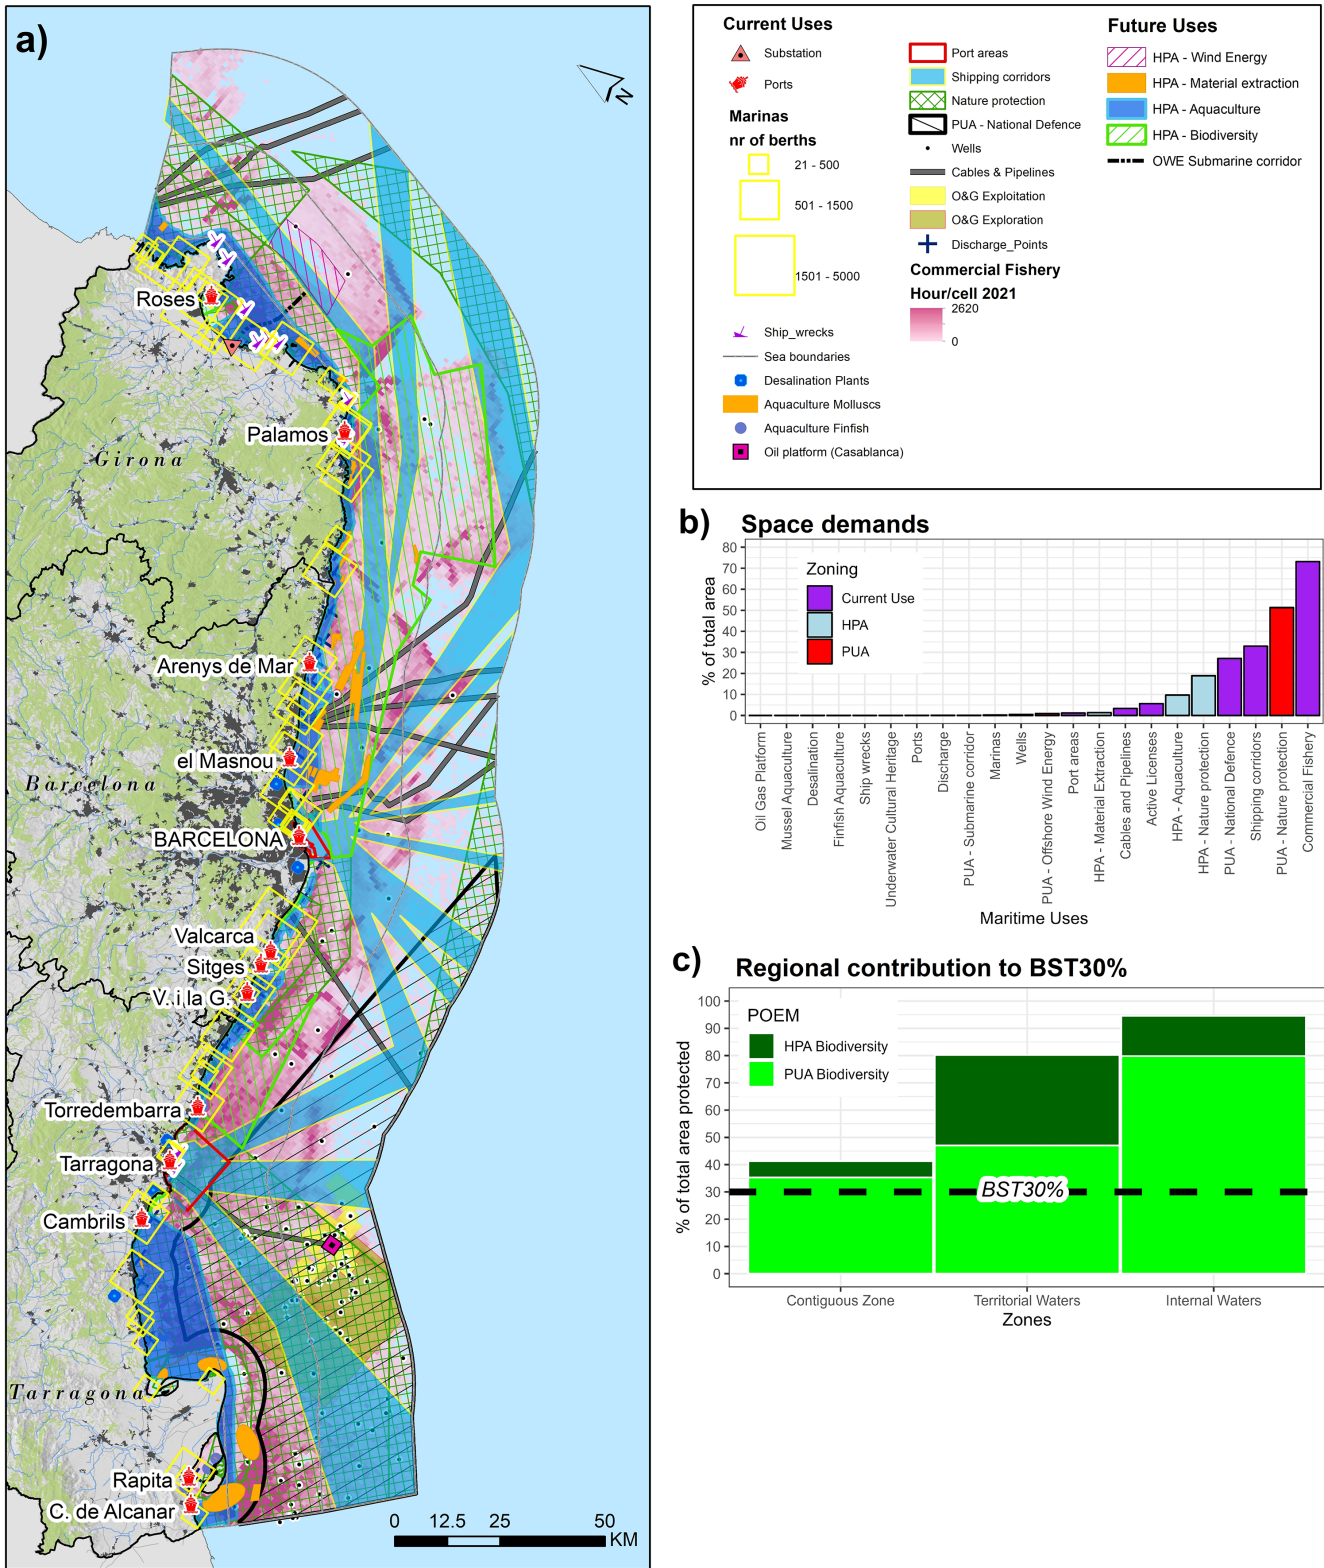 a)
N
Roses
Palamos
Girona
Arenys de Mar
el Masnou
Barcelona
BARCELONA
Valcarca
Sitges
V. i la G.
Torredembarra
Tarragona
Cambrils
Tarragona
Rapita
C. de Alcanar
0 12.5 25 50
KM
Current Uses
Substation
Ports
Marinas
nr of berths
21 - 500
501 - 1500
1501 - 5000
Ship_wrecks
Sea boundaries
Desalination Plants
Aquaculture Molluscs
Aquaculture Finfish
Oil platform (Casablanca)
Port areas
Shipping corridors
Nature protection
PUA - National Defence
Wells
Cables & Pipelines
O&G Exploitation
O&G Exploration
Discharge_Points
Commercial Fishery
Hour/cell 2021
2620
0
Future Uses
HPA - Wind Energy
HPA - Material extraction
HPA - Aquaculture
HPA - Biodiversity
OWE Submarine corridor
b) Space demands
% of total area
80
70
60
50
40
30
20
10
0
Zoning
Current Use
HPA
PUA
Oil Gas Platform
Mussel Aquaculture
Desalination
Finfish Aquaculture
Ship wrecks
Underwater Cultural Heritage
Ports
Discharge
PUA - Submarine corridor
Marinas
Wells
PUA - Offshore Wind Energy
Port areas
HPA - Material Extraction
Cables and Pipelines
Active Licenses
HPA - Aquaculture
HPA - Nature protection
PUA - National Defence
Shipping corridors
PUA - Nature protection
Commercial Fishery
Maritime Uses
c) Regional contribution to BST30%
% of total area protected
100
90
80
70
60
50
40
30
20
10
0
POEM
HPA Biodiversity
PUA Biodiversity
BST30%
Contiguous Zone
Territorial Waters
Internal Waters
Zones